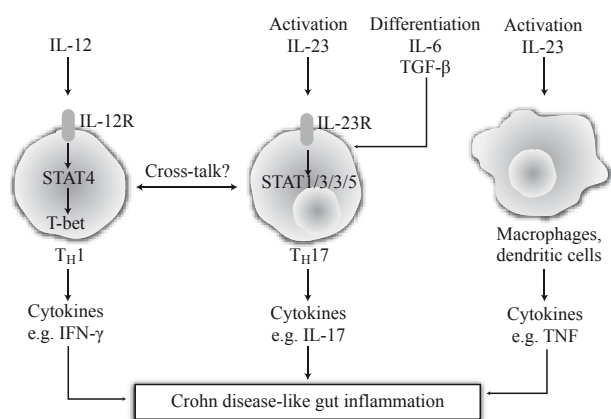 IL-12
Activation
IL-23
Differentiation
IL-6
TGF-β
Activation
IL-23
IL-12R
IL-23R
STAT4
Cross-talk?
STAT1/3/3/5
T-bet
Macrophages,
dendritic cells
TH1
TH17
Cytokines
e.g. IFN-γ
Cytokines
e.g. IL-17
Cytokines
e.g. TNF
Crohn disease-like gut inflammation